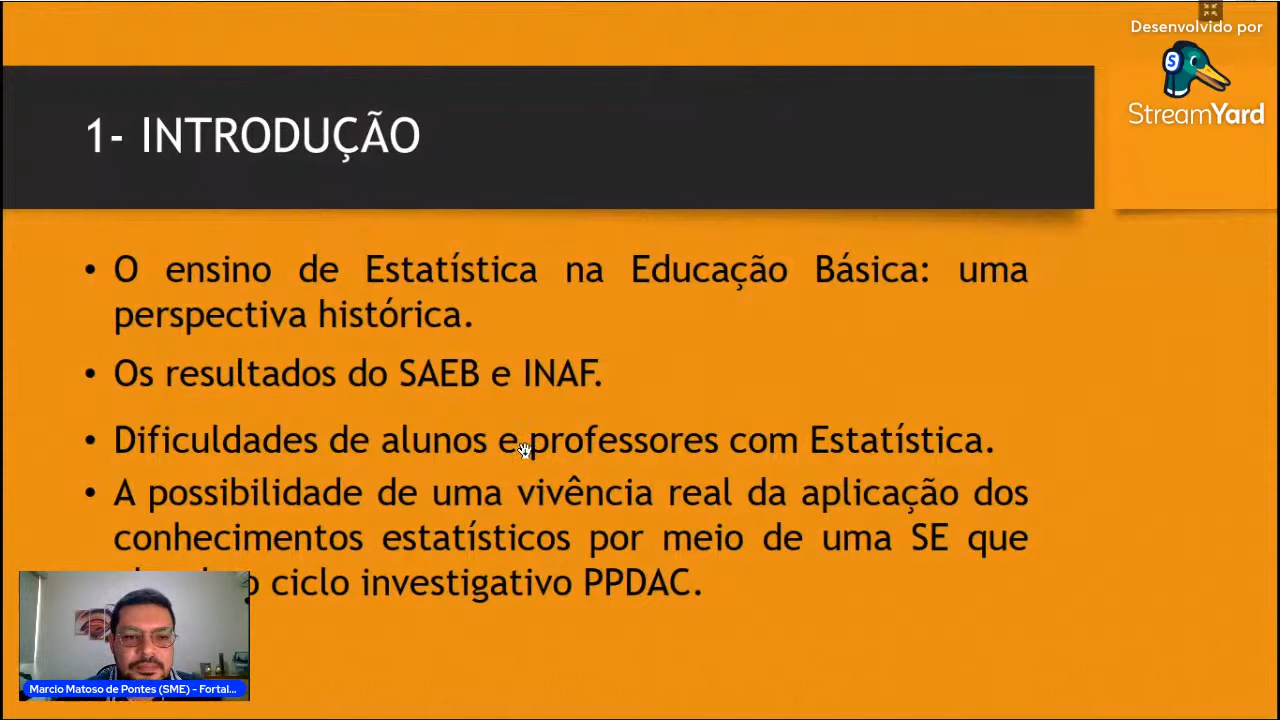 Desenvolvido por
StreamYard
1- INTRODUÇÃO
• O ensino de Estatística na Educação Básica: uma
perspectiva histórica.
• Os resultados do SAEB e INAF.
• Dificuldades de alunos e professores com Estatística.
• A possibilidade de uma vivência real da aplicação dos
conhecimentos estatísticos por meio de uma SE que
o ciclo investigativo PPDAC.
Marcio Matoso de Pontes (SME) - Fortal...